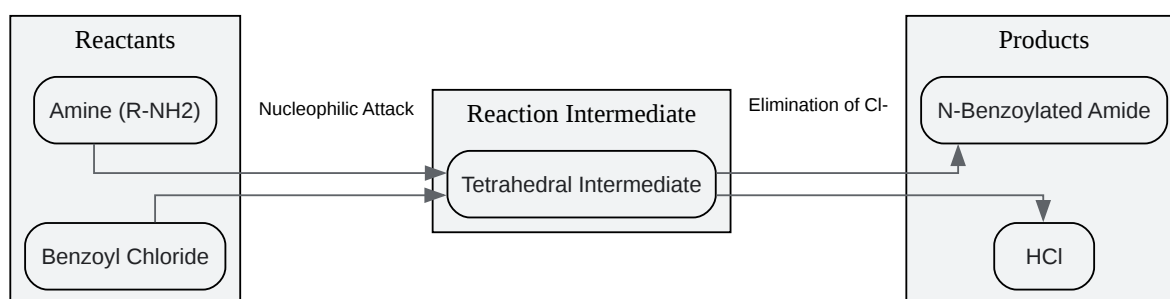 Reactants
Amine (R-NH2)
Benzoyl Chloride
Nucleophilic Attack
Reaction Intermediate
Tetrahedral Intermediate
Elimination of Cl-
Products
N-Benzoylated Amide
HCl